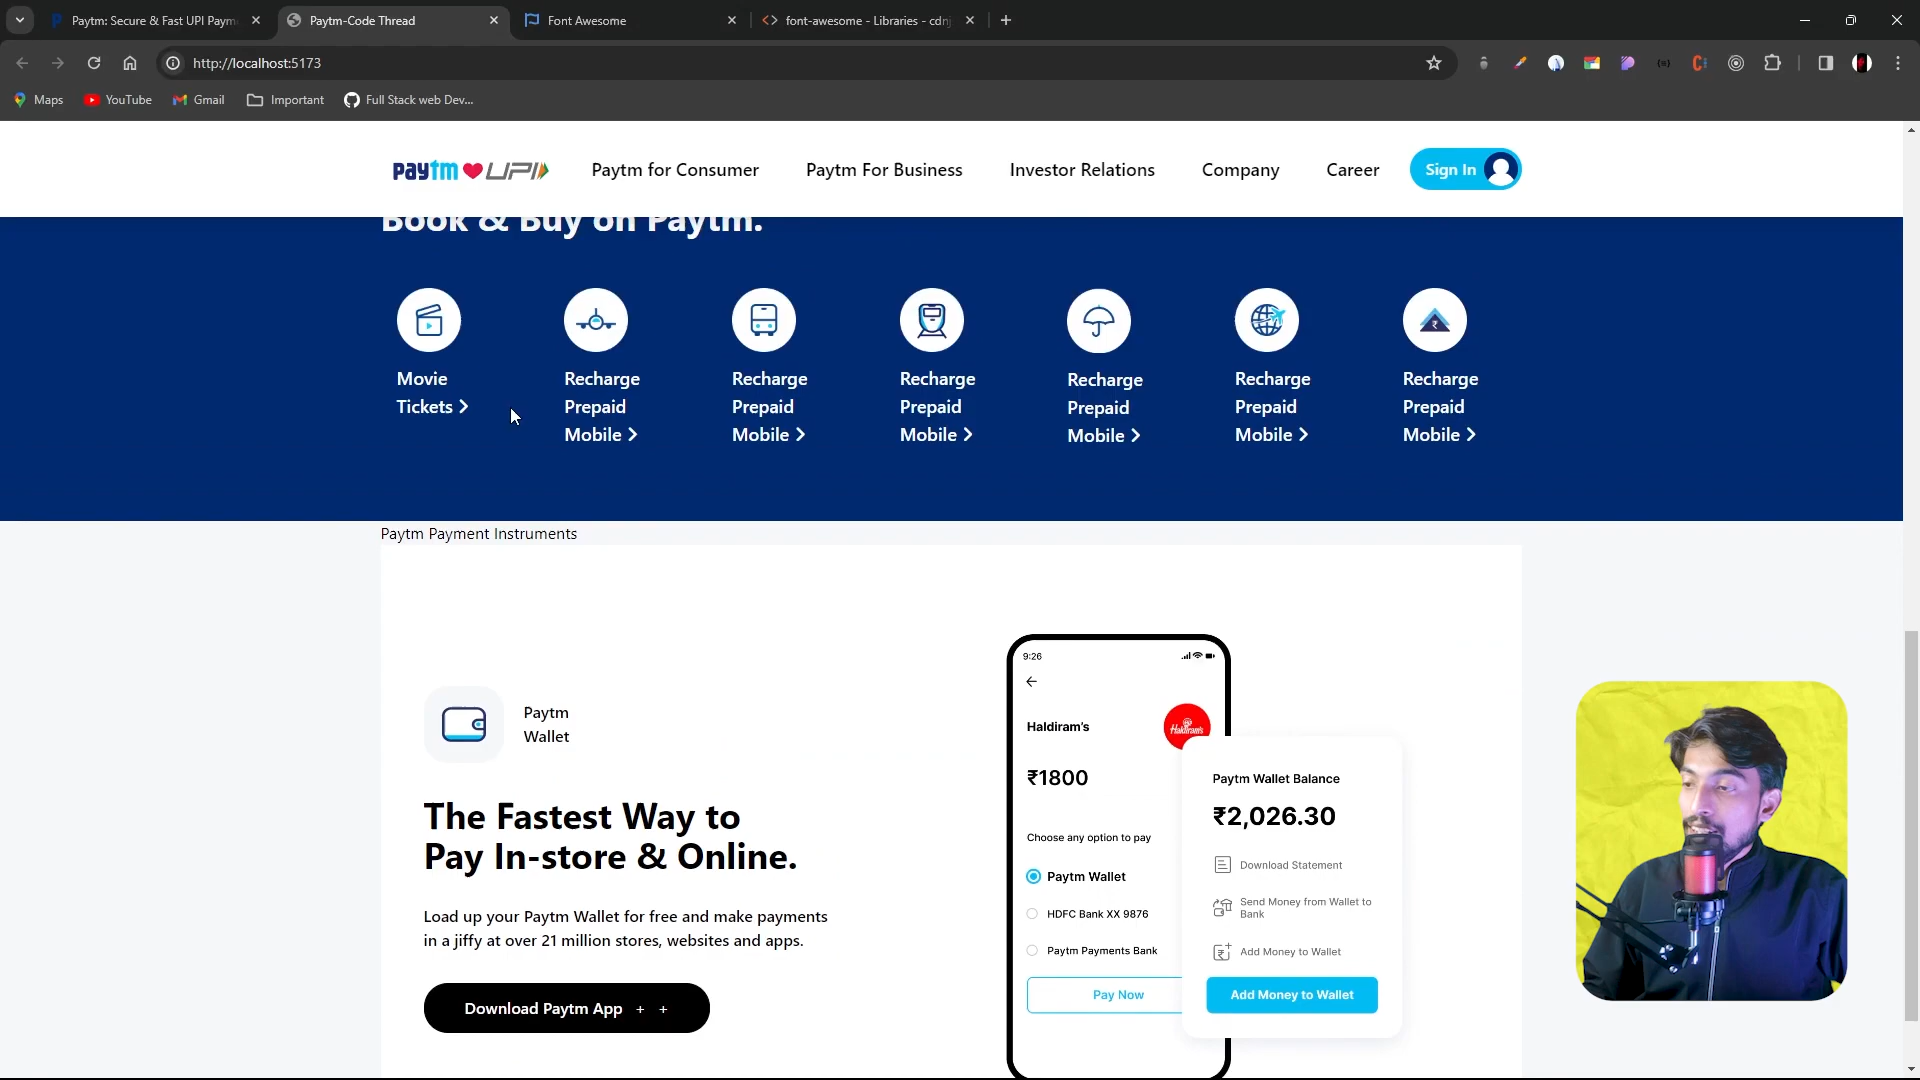 Paytm: Secure & Fast UPI Paym
Paytm-Code Thread
Font Awesome
font-awesome - Libraries - cdnj
http://localhost:5173
Maps
YouTube
Gmail
Important
Full Stack web Dev...
paytm UPI
Paytm for Consumer
Paytm For Business
Investor Relations
Company
Career
Sign In
Book & Buy on Paytm.
Movie
Tickets
Recharge
Prepaid
Mobile
Recharge
Prepaid
Mobile
Recharge
Prepaid
Mobile
Recharge
Prepaid
Mobile
Recharge
Prepaid
Mobile
Recharge
Prepaid
Mobile
Paytm Payment Instruments
Paytm
Wallet
The Fastest Way to
Pay In-store & Online.
Load up your Paytm Wallet for free and make payments
in a jiffy at over 21 million stores, websites and apps.
Download Paytm App + +
9:26
Haldiram's
Haldiram's
₹1800
Choose any option to pay
Paytm Wallet
HDFC Bank XX 9876
Paytm Payments Bank
Pay Now
Paytm Wallet Balance
₹2,026.30
Download Statement
Send Money from Wallet to
Bank
Add Money to Wallet
Add Money to Wallet